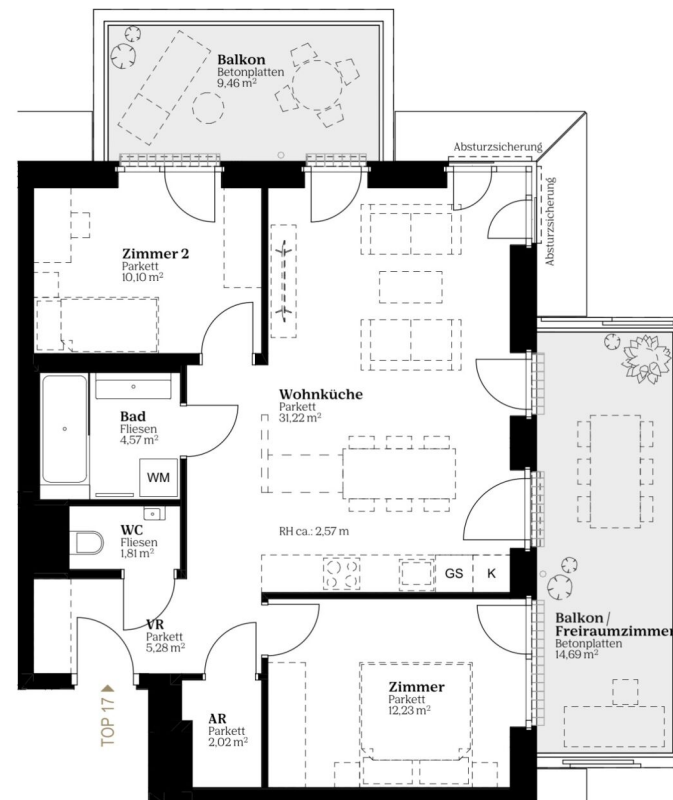 Balkon
Betonplatten
9,46 m²
Absturzsicherung
Absturzsicherung
Zimmer 2
Parkett
10,10 m²
Wohnküche
Parkett
31,22 m²
Bad
Fliesen
4,57 m²
WM
WC
Fliesen
1,81 m²
RH ca.: 2,57 m
GS
K
VR
Parkett
5,28 m²
Balkon /
Freiraumzimmer
Betonplatten
14,69 m²
Zimmer
Parkett
12,23 m²
AR
Parkett
2,02 m²
TOP 17